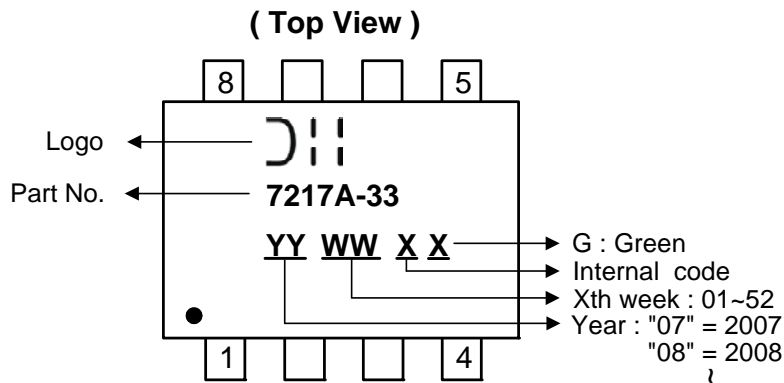 ( Top View )
8 5
Logo
Part No.
7217A-33
YY WW X X
G : Green
Internal code
Xth week : 01~52
Year : "07" = 2007
"08" = 2008
~
1 4